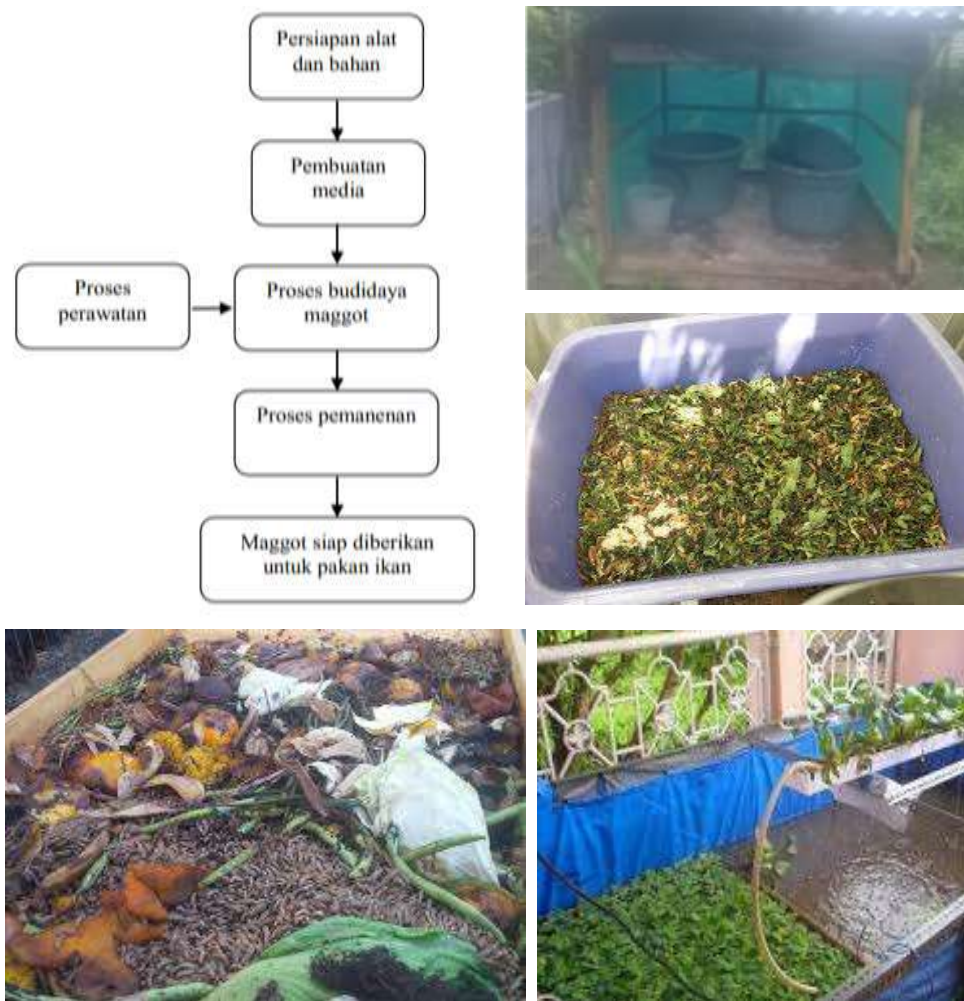 Persiapan alat
dan bahan
Pembuatan
media
Proses
perawatan
Proses budidaya
maggot
Proses pemanenan
Maggot siap diberikan
untuk pakan ikan